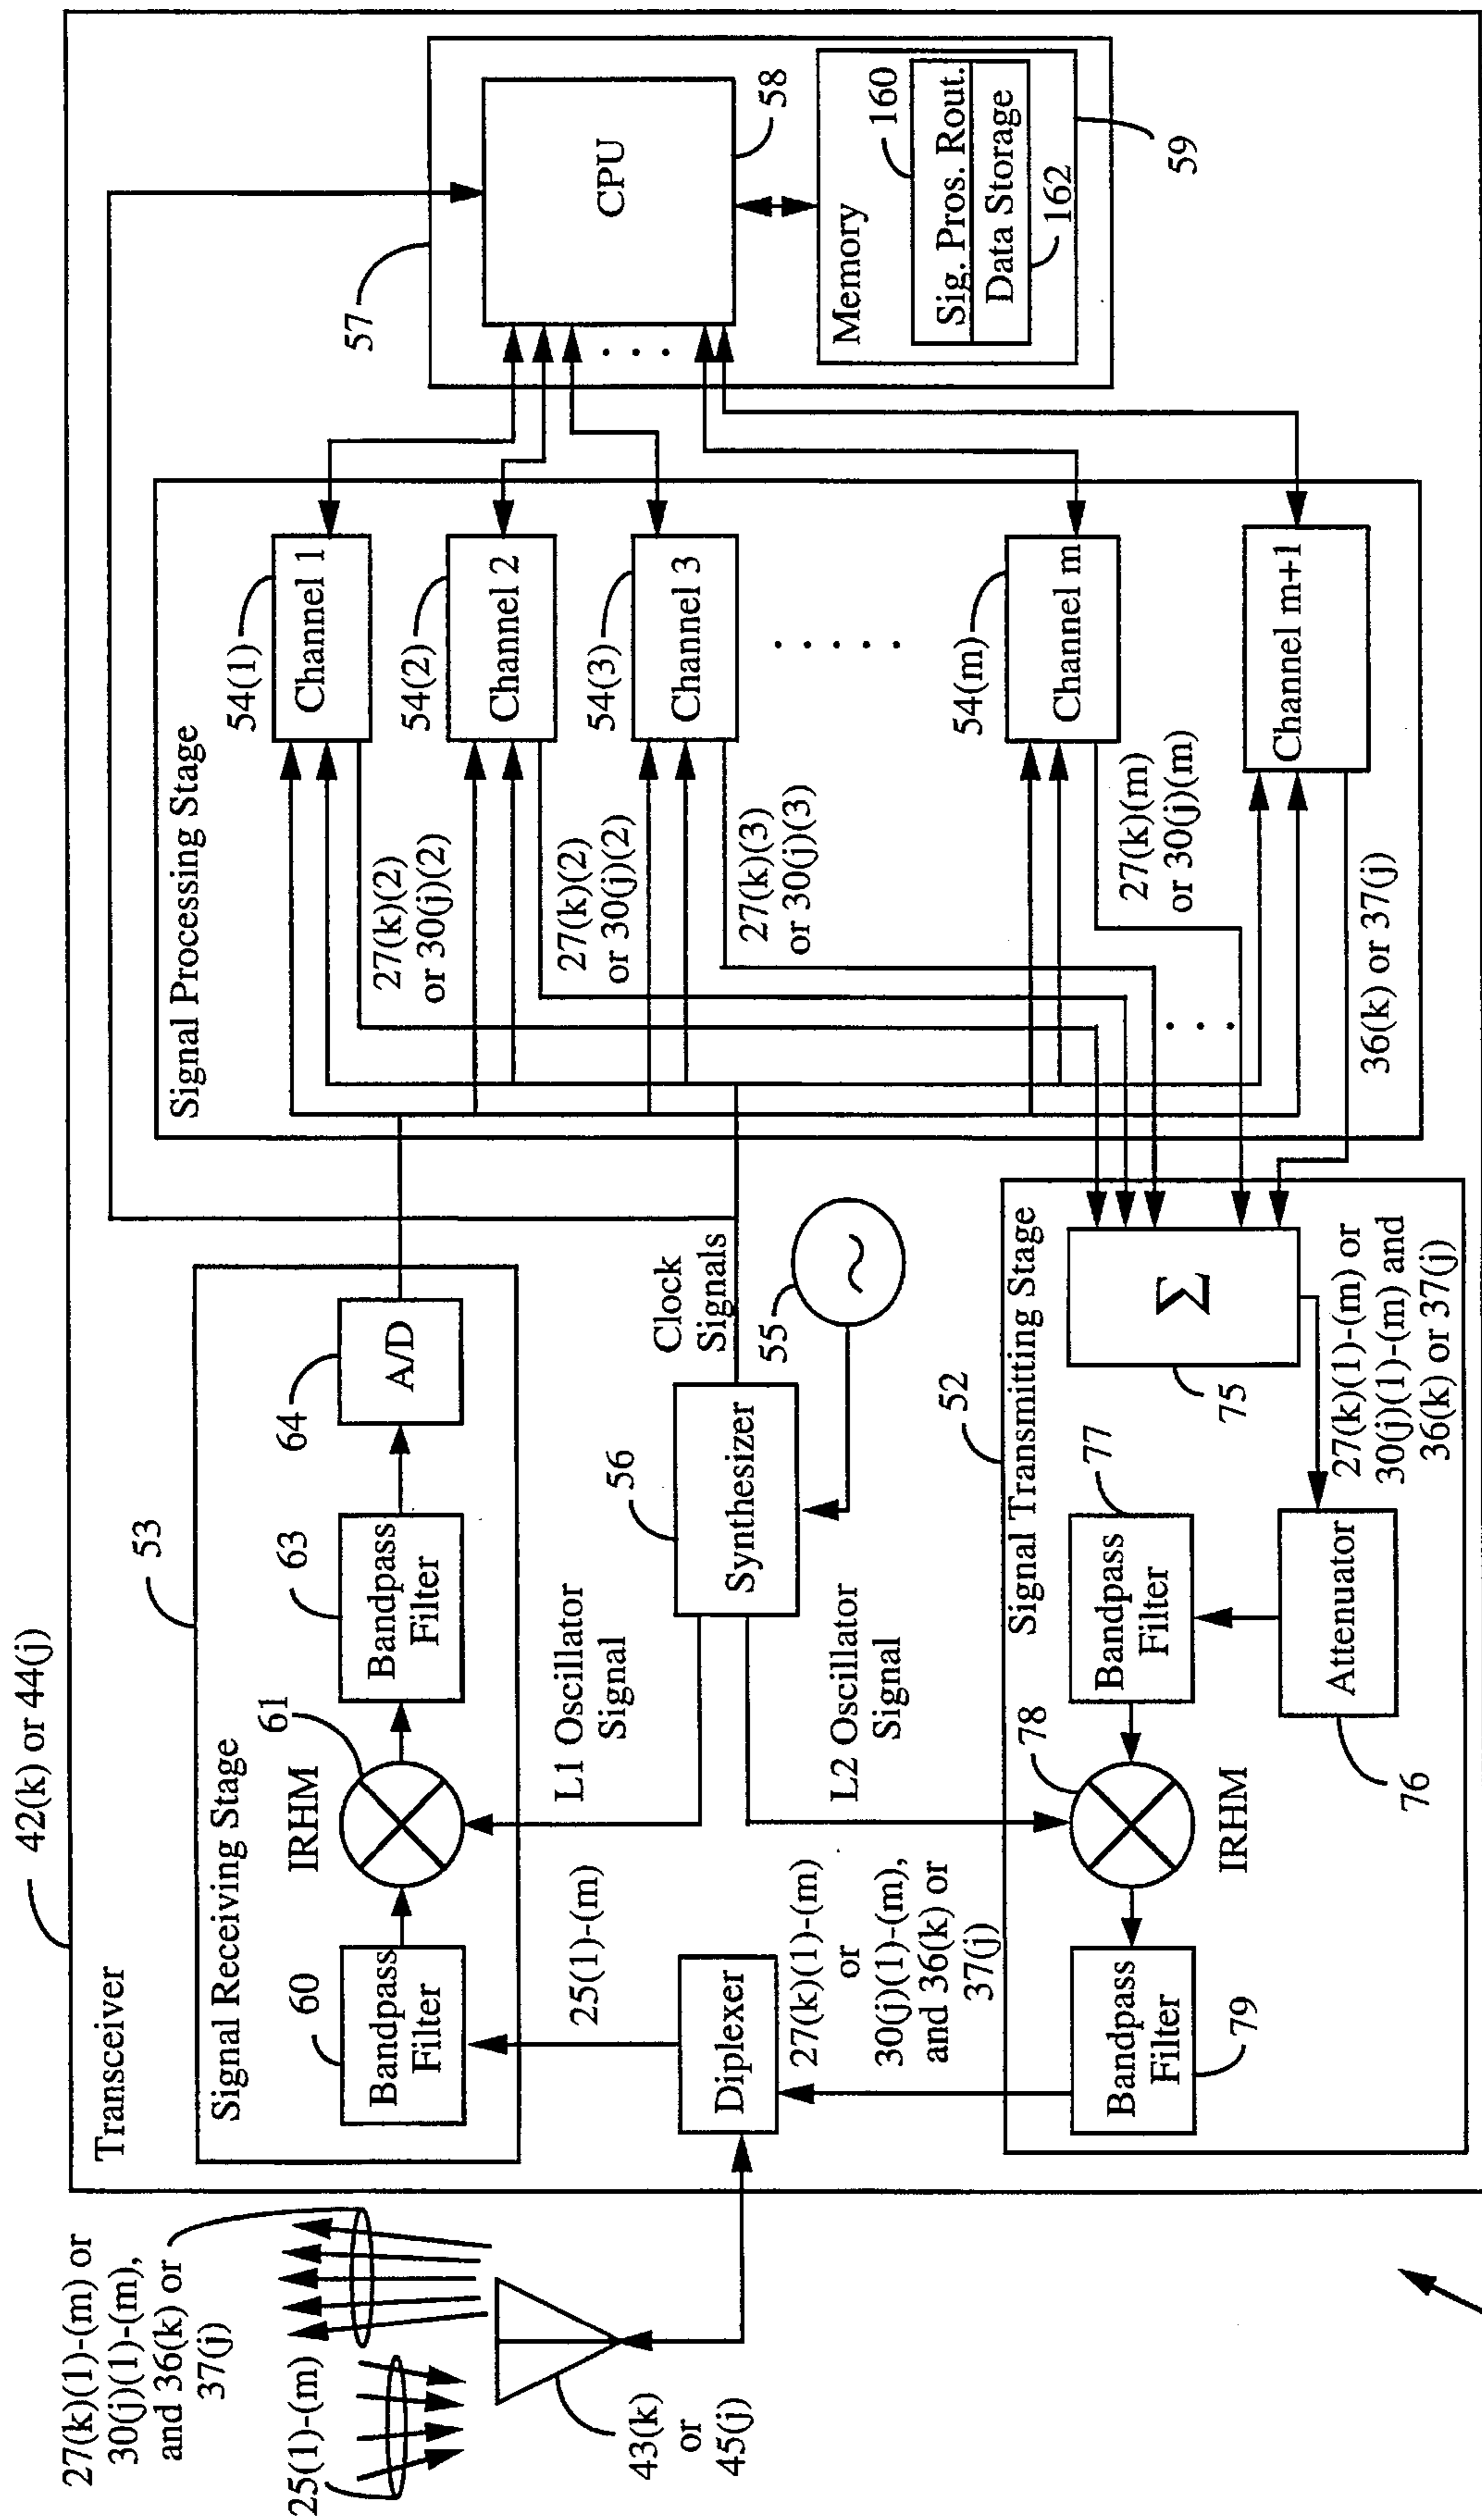 42(k) or 44(j)
Transceiver
53
Signal Receiving Stage
60
Bandpass
Filter
IRHM
61
63
Bandpass
Filter
64
A/D
27(k)(1)-(m) or
30(j)(1)-(m),
and 36(k) or
37(j)
25(1)-(m)
43(k)
or
45(j)
25(1)-(m)
Diplexer
L1 Oscillator
Signal
L2 Oscillator
Signal
56
Synthesizer
Clock
Signals
55
~
27(k)(1)-(m)
or
30(j)(1)-(m),
and 36(k) or
37(j)
52
Signal Transmitting Stage
Bandpass
Filter
79
78
IRHM
77
Bandpass
Filter
Attenuator
76
Σ
75
27(k)(1)-(m) or
30(j)(1)-(m) and
36(k) or 37(j)
Signal Processing Stage
54(1)
Channel 1
27(k)(2)
or 30(j)(2)
54(2)
Channel 2
27(k)(2)
or 30(j)(2)
54(3)
Channel 3
27(k)(3)
or 30(j)(3)
. . . . .
54(m)
Channel m
27(k)(m)
or 30(j)(m)
. . .
Channel m+1
36(k) or 37(j)
57
CPU
58
. . .
Memory
160
Sig. Pros. Rout.
Data Storage
162
59